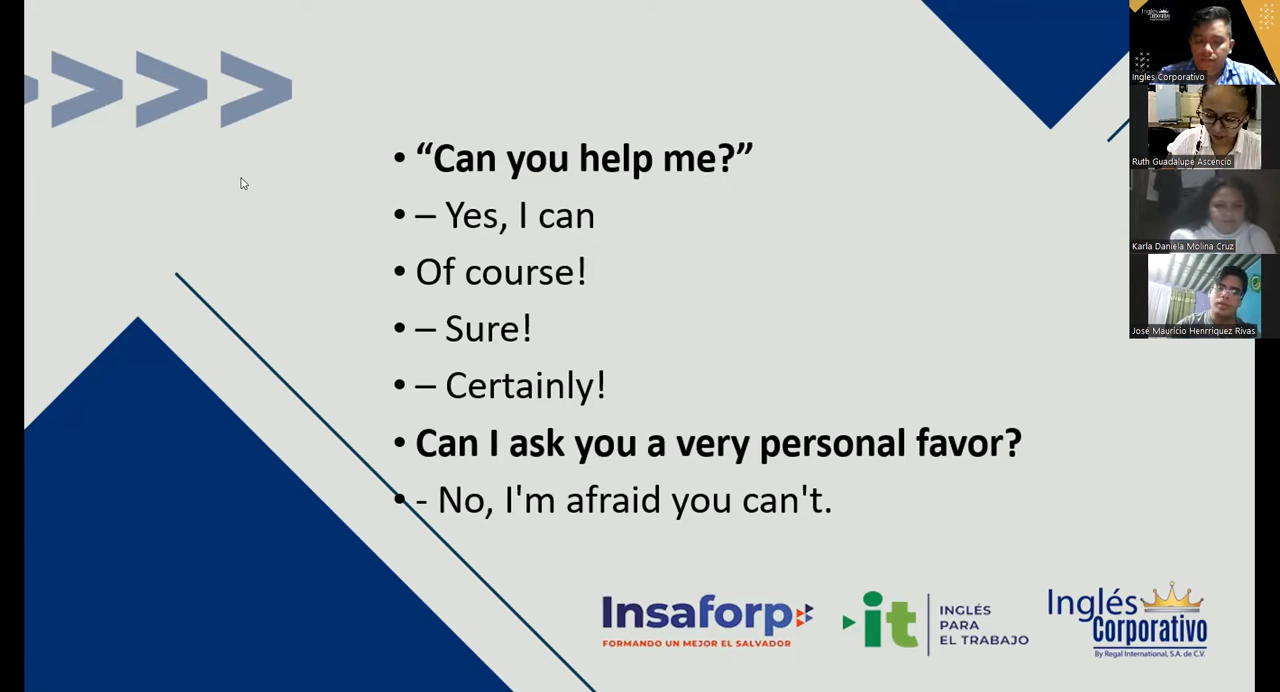 • “Can you help me?”
• – Yes, I can
• Of course!
• – Sure!
• – Certainly!
• Can I ask you a very personal favor?
• - No, I'm afraid you can't.
Insaforp
FORMANDO UN MEJOR EL SALVADOR
it
INGLÉS
PARA
EL TRABAJO
Inglés
Corporativo
By Regal International, S.A. de C.V.
Inglés
Ingles Corporativo
Ruth Guadalupe Ascencio
Karla Daniela Molina Cruz
José Mauricio Henrriquez Rivas